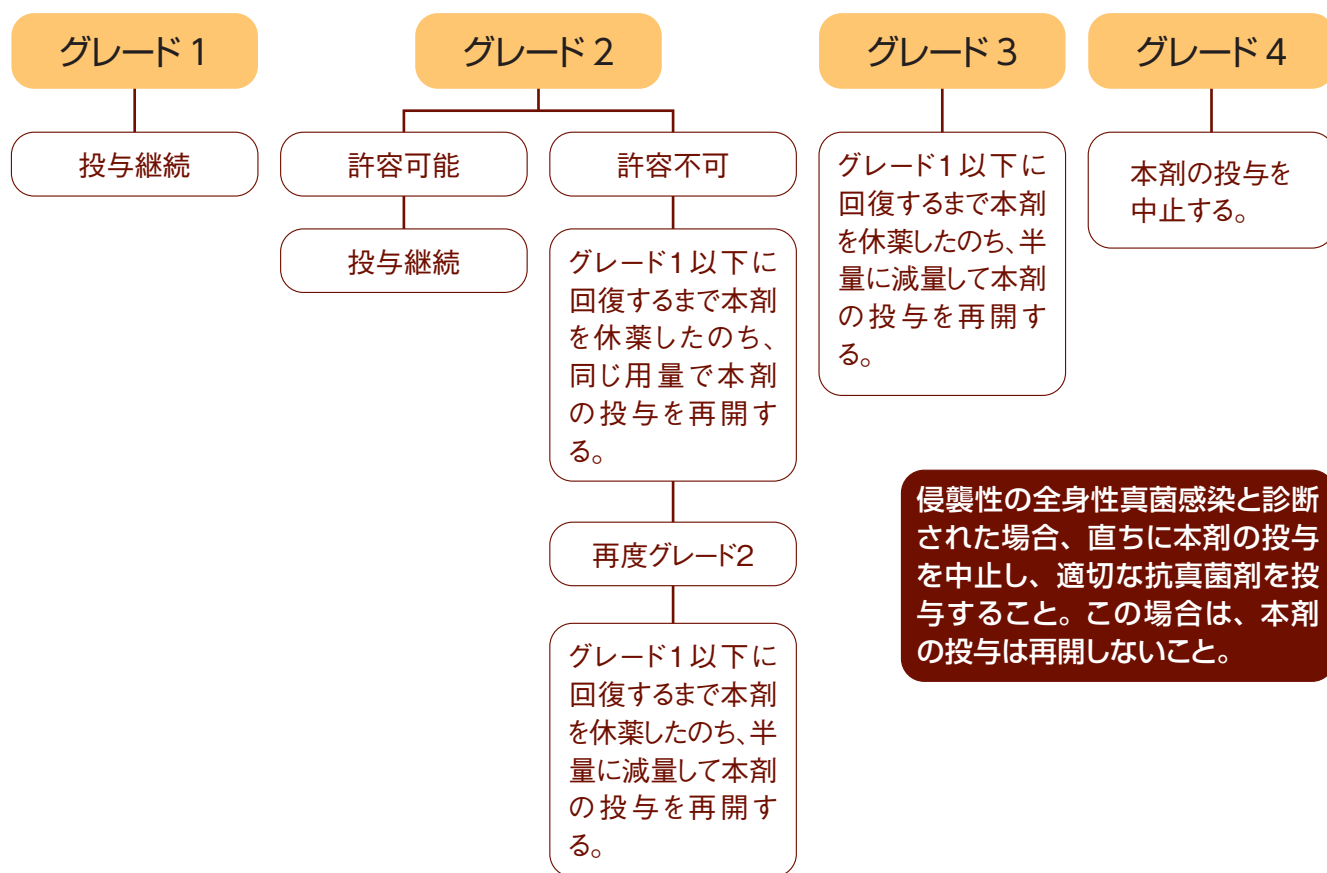 グレード1
投与継続
グレード2
許容可能
投与継続
許容不可
グレード1以下に
回復するまで本剤
を休薬したのち、
同じ用量で本剤
の投与を再開す
る。
再度グレード2
グレード1以下に
回復するまで本剤
を休薬したのち、半
量に減量して本剤
の投与を再開す
る。
グレード3
グレード1以下に
回復するまで本剤
を休薬したのち、半
量に減量して本剤
の投与を再開す
る。
グレード4
本剤の投与を
中止する。
侵襲性の全身性真菌感染と診断
された場合、直ちに本剤の投与
を中止し、適切な抗真菌剤を投
与すること。この場合は、本剤
の投与は再開しないこと。